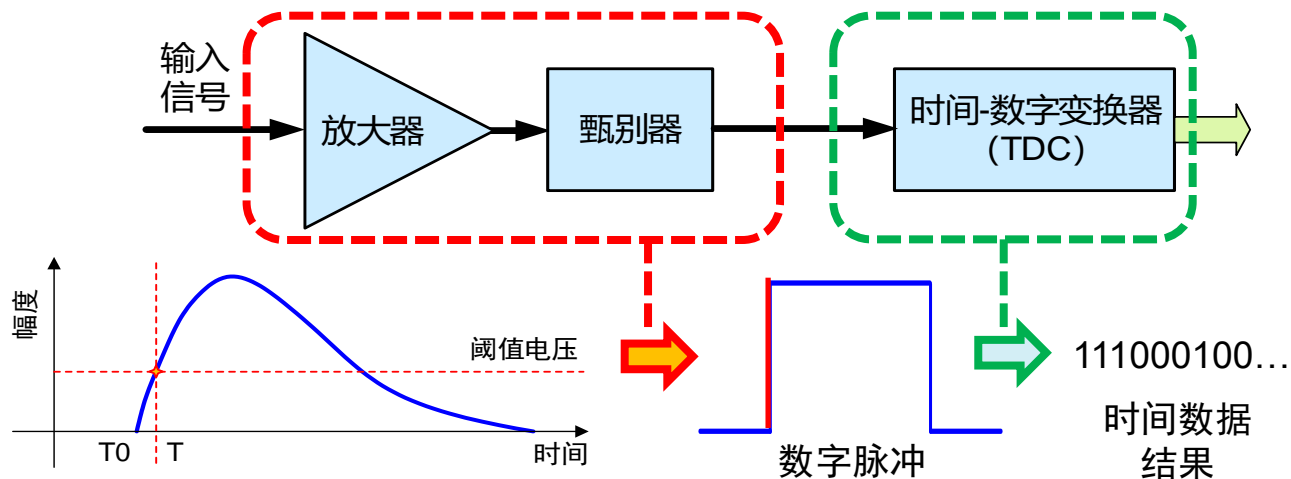 输入
信号
放大器
甄别器
时间-数字变换器
(TDC)
幅度
阈值电压
T0
T
时间
数字脉冲
111000100…
时间数据
结果